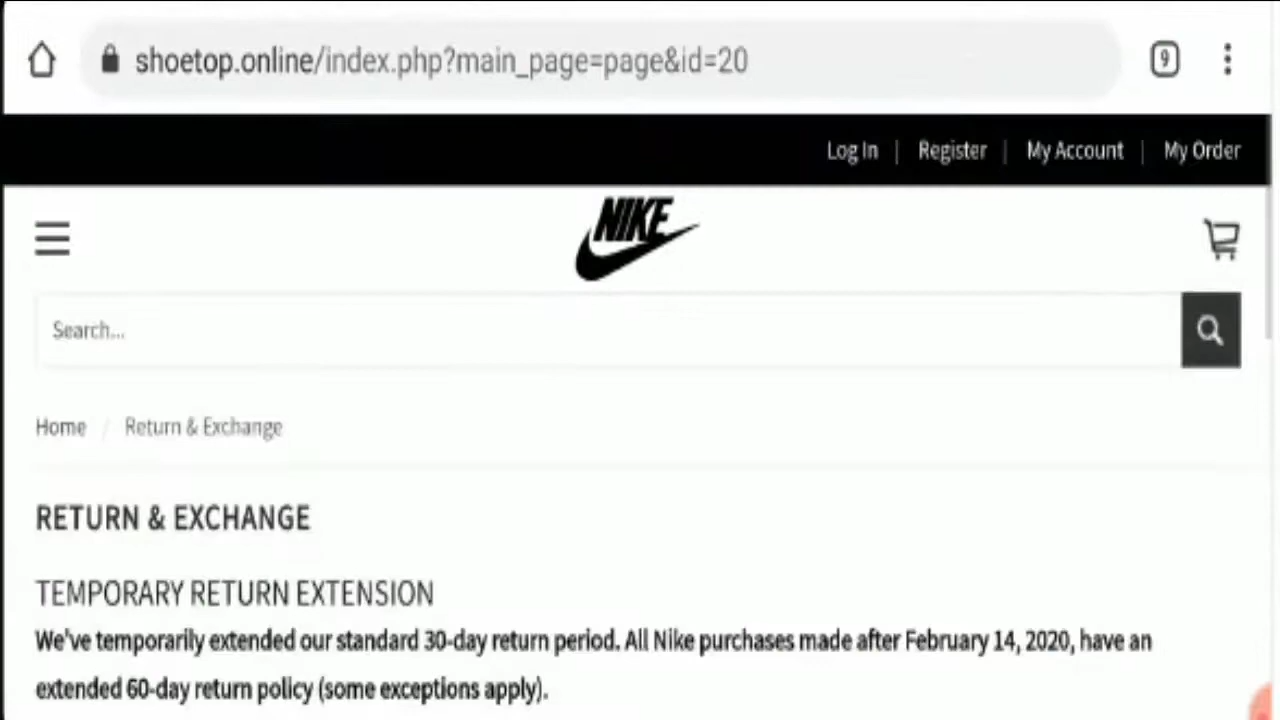 shoetop.online/index.php?main_page=page&id=20
9
Log In | Register | My Account | My Order
NIKE
Search...
Home / Return & Exchange
RETURN & EXCHANGE
TEMPORARY RETURN EXTENSION
We've temporarily extended our standard 30-day return period. All Nike purchases made after February 14, 2020, have an
extended 60-day return policy (some exceptions apply).